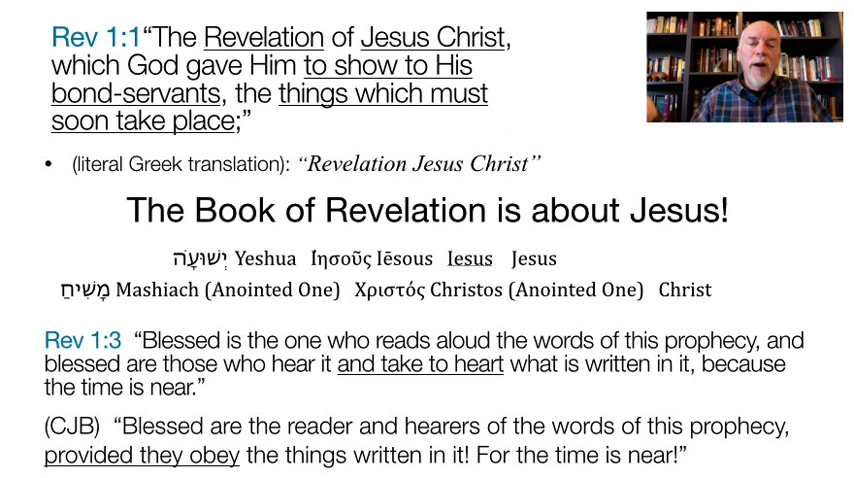 Rev 1:1“The Revelation of Jesus Christ,
which God gave Him to show to His
bond-servants, the things which must
soon take place;”
• (literal Greek translation): “Revelation Jesus Christ”
The Book of Revelation is about Jesus!
יְשׁוּעָה Yeshua Ίησοῦς Iēsous Iesus Jesus
מָשִׁיחַ Mashiach (Anointed One) Χριστός Christos (Anointed One) Christ
Rev 1:3 “Blessed is the one who reads aloud the words of this prophecy, and
blessed are those who hear it and take to heart what is written in it, because
the time is near.”
(CJB) “Blessed are the reader and hearers of the words of this prophecy,
provided they obey the things written in it! For the time is near!”